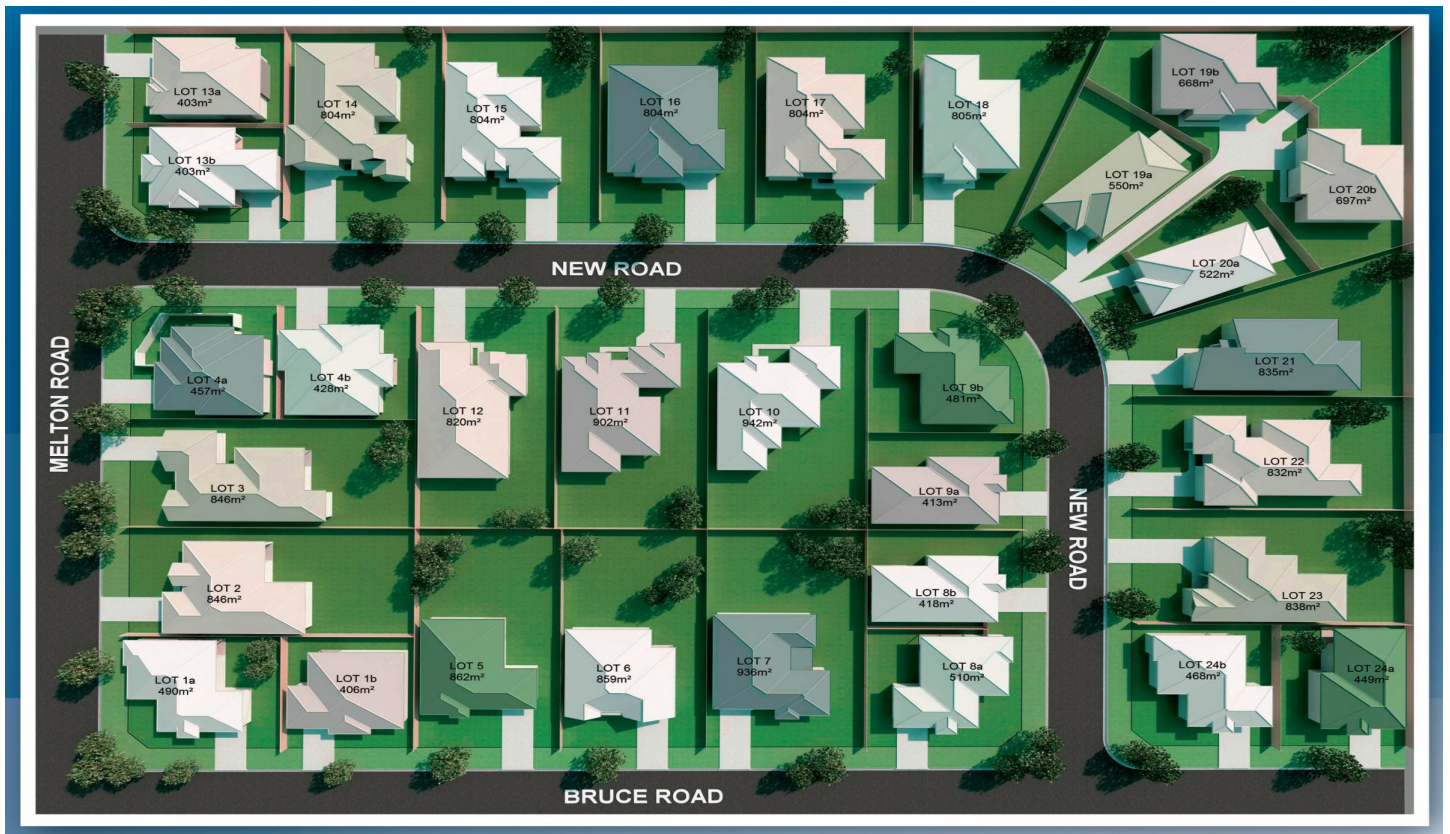 LOT 13a
403m²
LOT 14
804m²
LOT 15
804m²
LOT 16
804m²
LOT 17
804m²
LOT 18
805m²
LOT 19b
668m²
LOT 13b
403m²
LOT 19a
550m²
LOT 20b
697m²
LOT 20a
522m²
NEW ROAD
MELTON ROAD
LOT 4a
457m²
LOT 4b
428m²
LOT 12
820m²
LOT 11
902m²
LOT 10
942m²
LOT 9b
481m²
LOT 21
835m²
LOT 3
846m²
LOT 9a
413m²
NEW ROAD
LOT 22
832m²
LOT 2
846m²
LOT 8b
418m²
LOT 23
838m²
LOT 1a
490m²
LOT 1b
406m²
LOT 5
862m²
LOT 6
859m²
LOT 7
936m²
LOT 8a
510m²
LOT 24b
468m²
LOT 24a
449m²
BRUCE ROAD